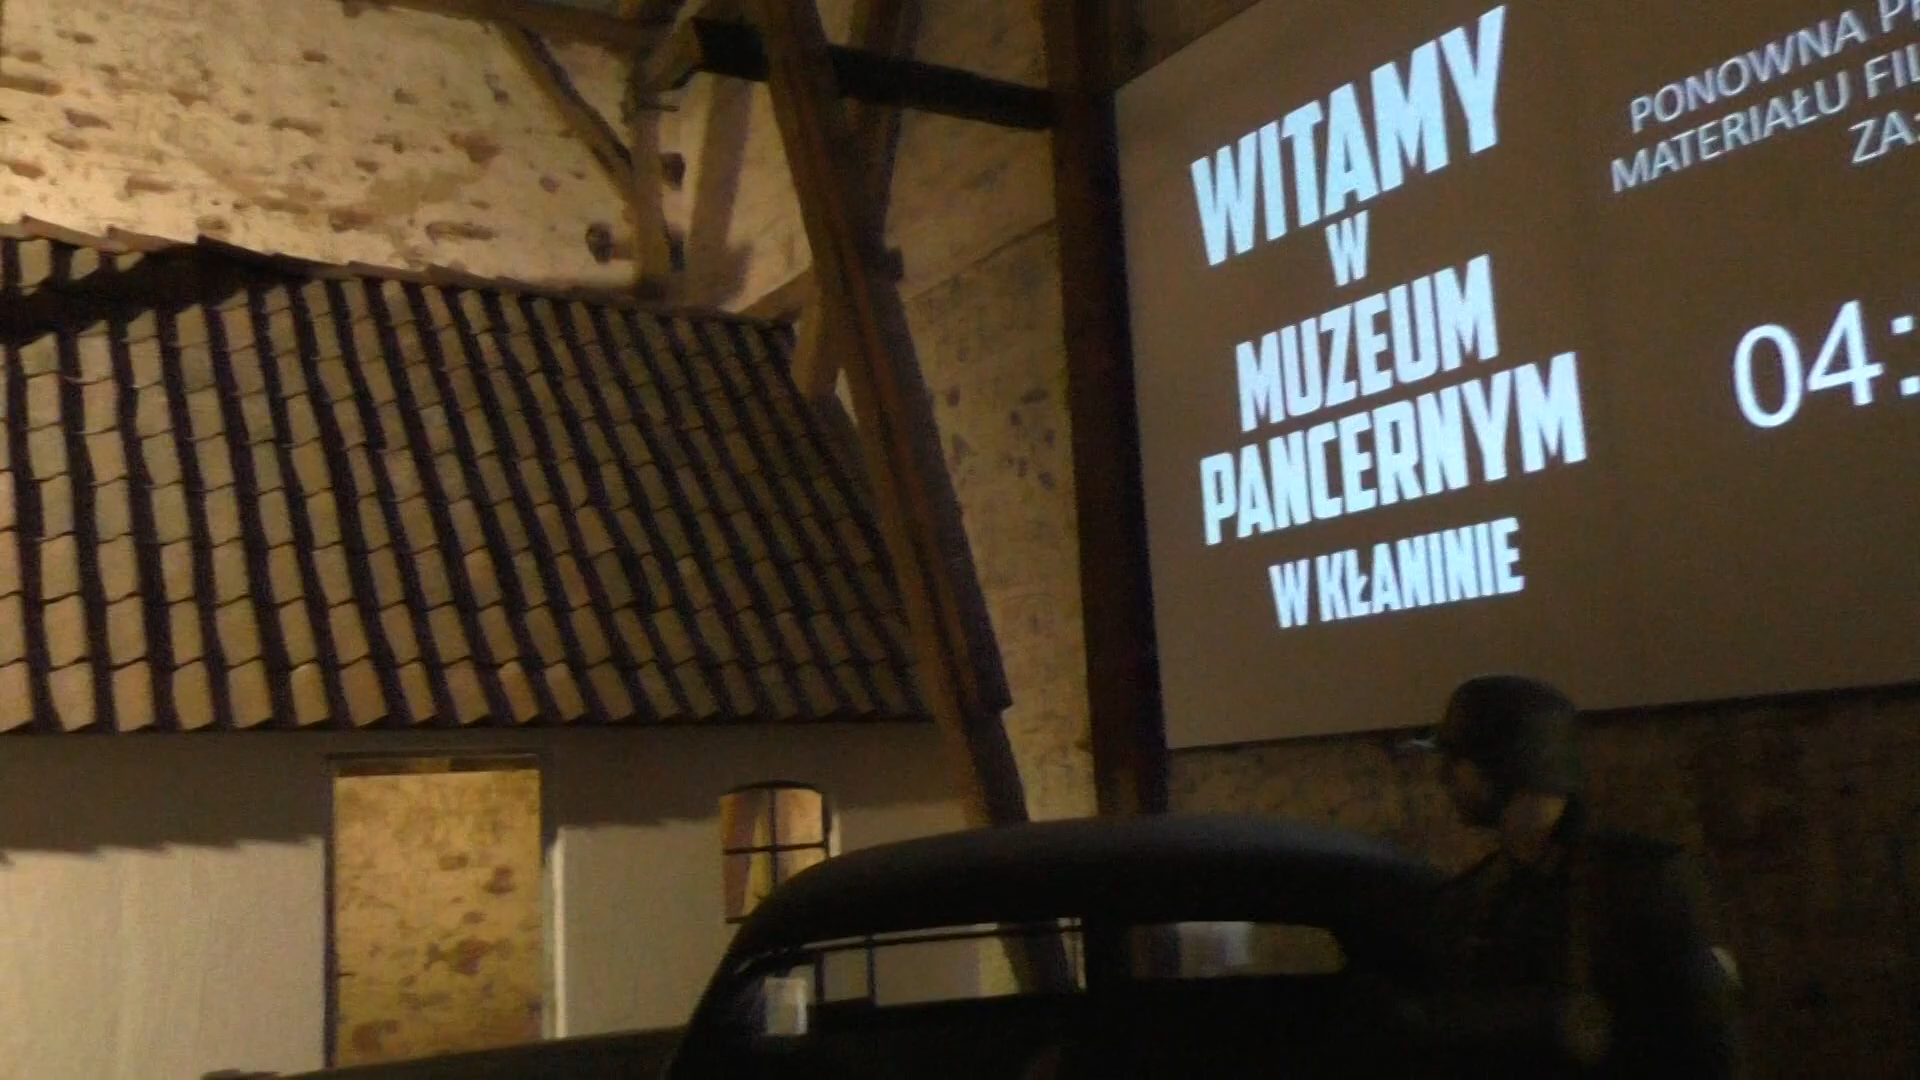 WITAMY
W
MUZEUM
PANCERNYM
W KŁANINIE
PONOWNA
MATERIAŁU
04: